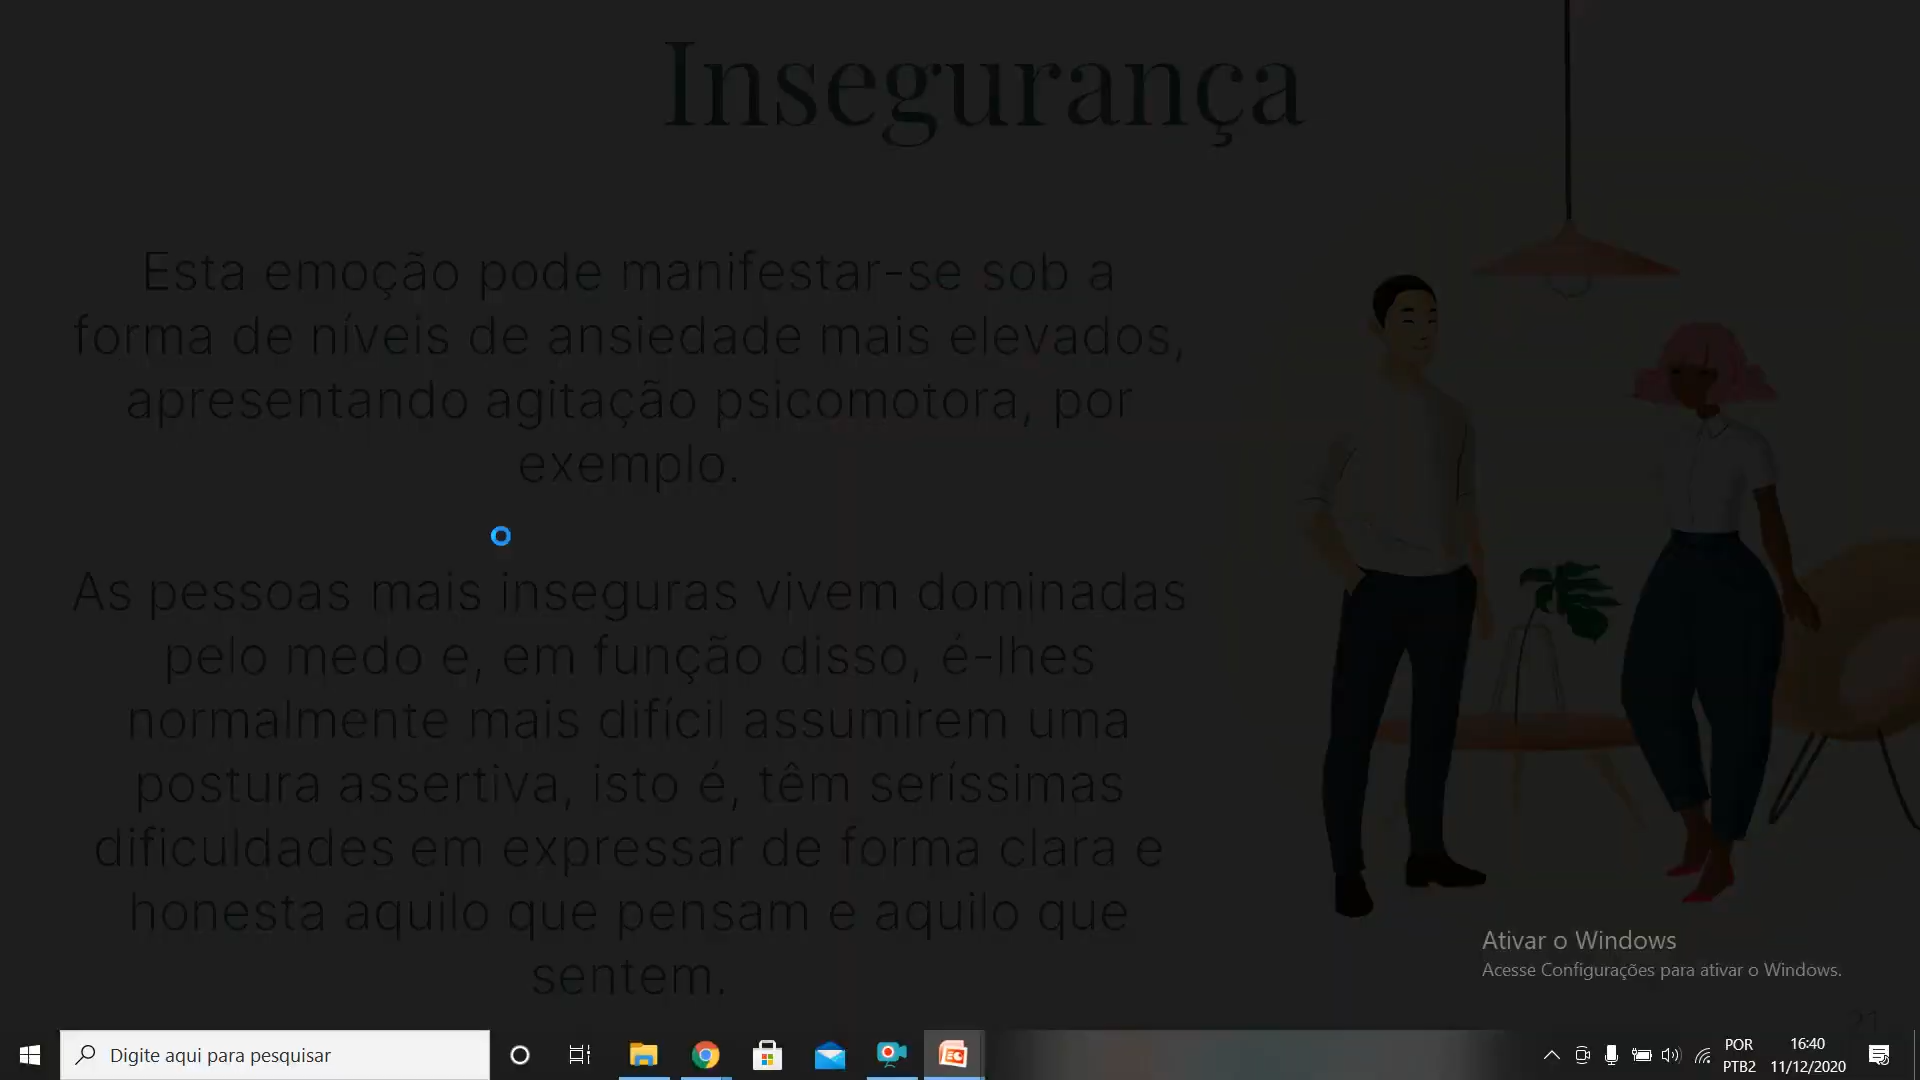 Insegurança
Esta emoção pode manifestar-se sob a
forma de níveis de ansiedade mais elevados,
apresentando agitação psicomotora, por
exemplo.
As pessoas mais inseguras vivem dominadas
pelo medo e, em função disso, é-lhes
normalmente mais difícil assumirem uma
postura assertiva, isto é, têm seríssimas
dificuldades em expressar de forma clara e
honesta aquilo que pensam e aquilo que
sentem.
Ativar o Windows
Acesse Configurações para ativar o Windows.
21
Digite aqui para pesquisar
POR
PTB2
16:40
11/12/2020